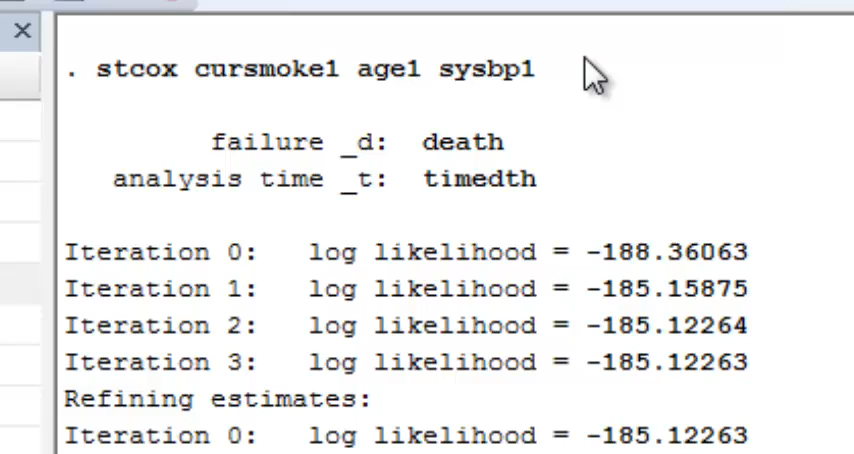 . stcox cursmoke1 age1 sysbp1
failure _d: death
analysis time _t: timedth
Iteration 0: log likelihood = -188.36063
Iteration 1: log likelihood = -185.15875
Iteration 2: log likelihood = -185.12264
Iteration 3: log likelihood = -185.12263
Refining estimates:
Iteration 0: log likelihood = -185.12263